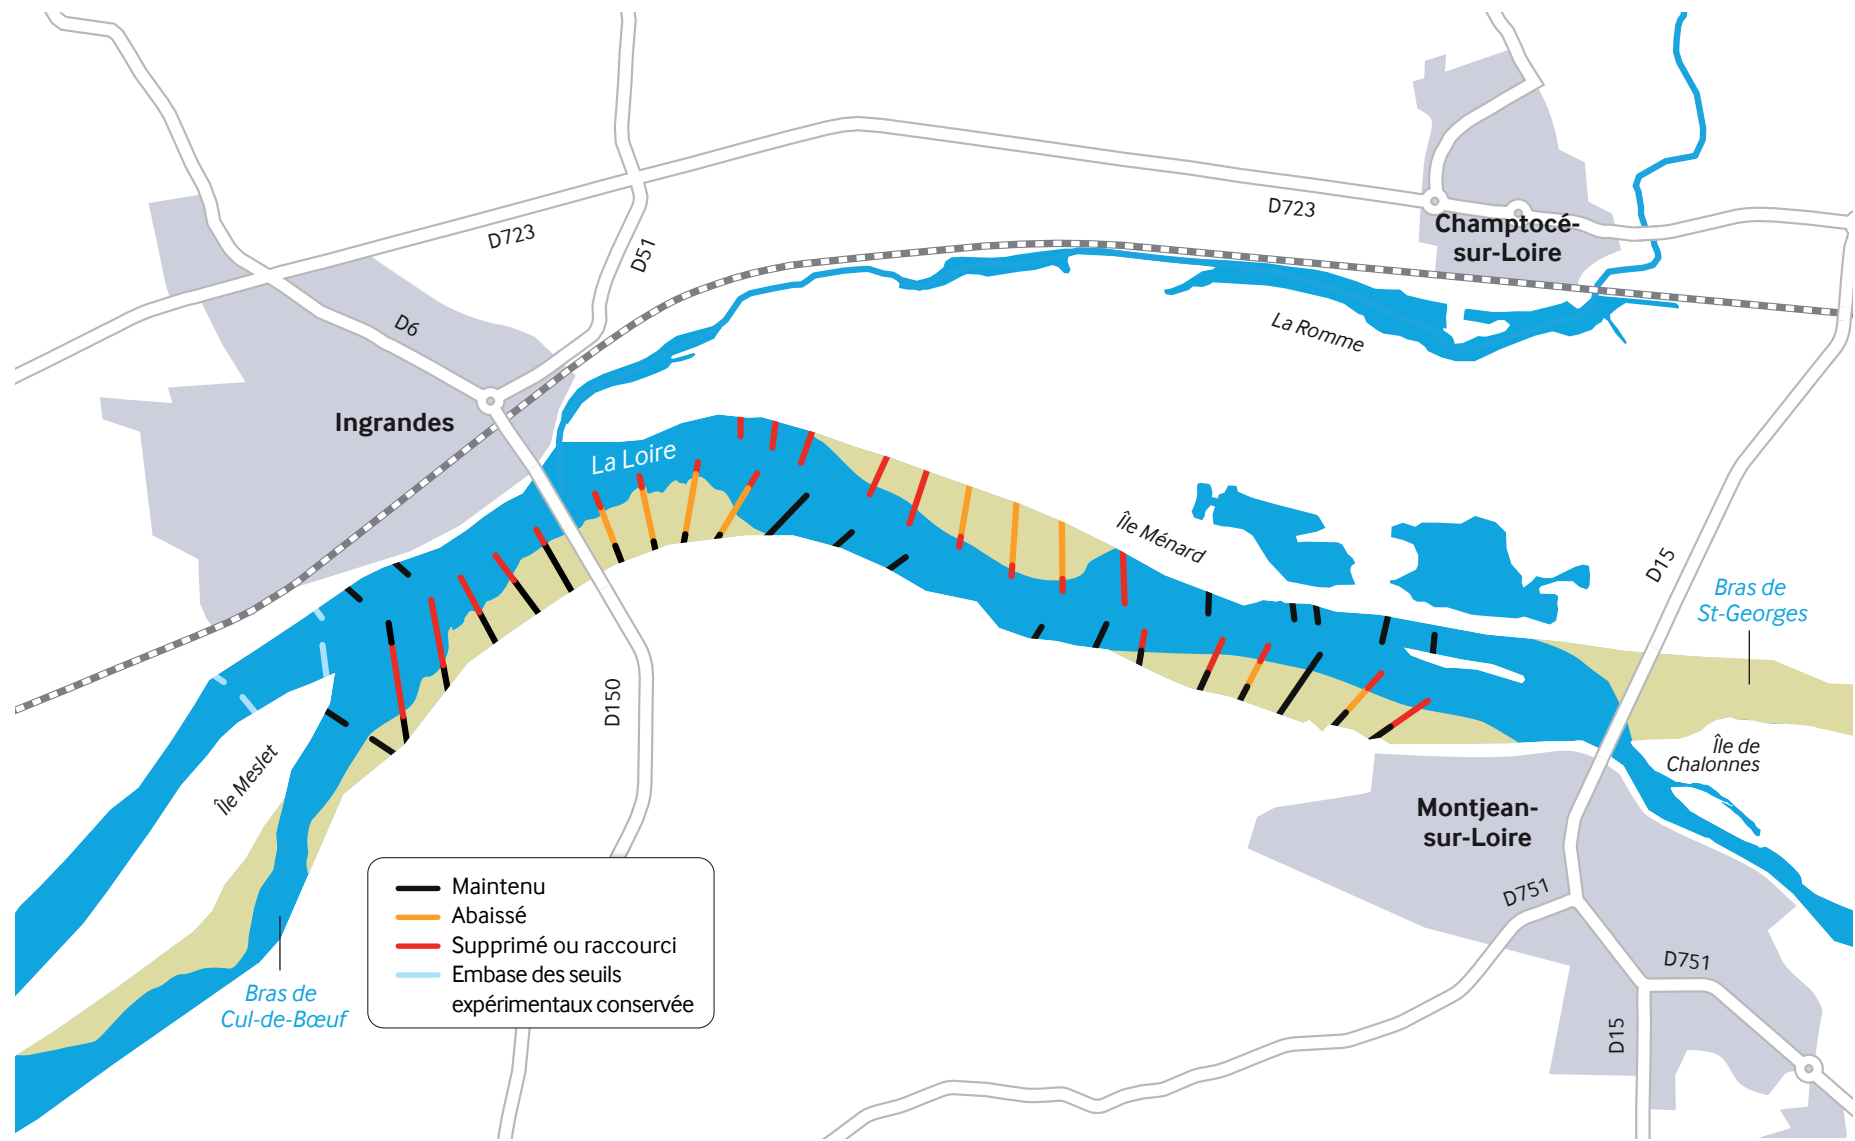 Champtocé-
sur-Loire
D723
D723
D51
D6
La Romme
Ingrandes
La Loire
Île Ménard
D15
Bras de
St-Georges
D150
Île de
Chalonnes
Île Meslet
Montjean-
sur-Loire
Maintenu
Abaissé
Supprimé ou raccourci
Embase des seuils
expérimentaux conservée
D751
D751
Bras de
Cul-de-Bœuf
D15